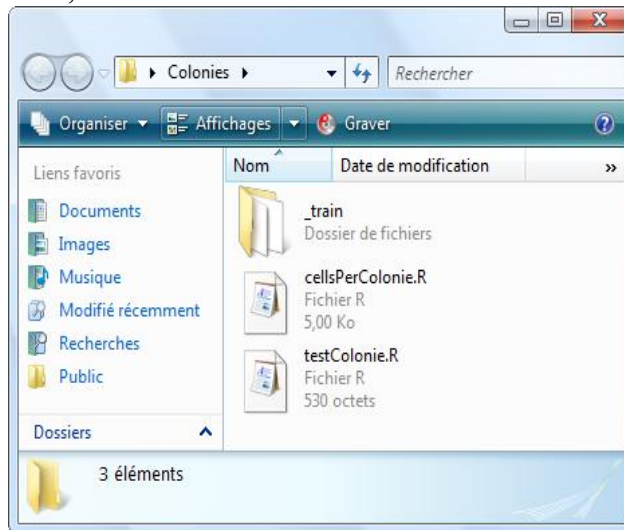 Colonies
Rechercher
Organiser
Affichages
Graver
Liens favoris
Documents
Images
Musique
Modifié récemment
Recherches
Public
Dossiers
Nom
Date de modification
»
_train
Dossier de fichiers
cellsPerColonie.R
Fichier R
5,00 Ko
testColonie.R
Fichier R
530 octets
3 éléments